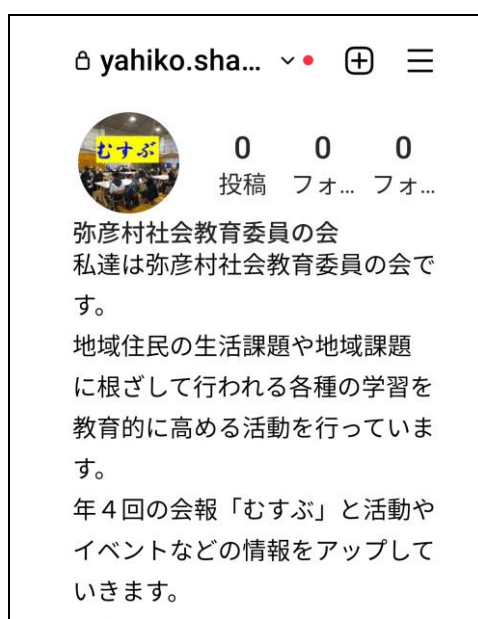 yahiko.sha...
むすぶ
0 0 0
投稿 フォ... フォ...
弥彦村社会教育委員の会
私達は弥彦村社会教育委員の会で
す。
地域住民の生活課題や地域課題
に根ざして行われる各種の学習を
教育的に高める活動を行っていま
す。
年４回の会報「むすぶ」と活動や
イベントなどの情報をアップして
いきます。